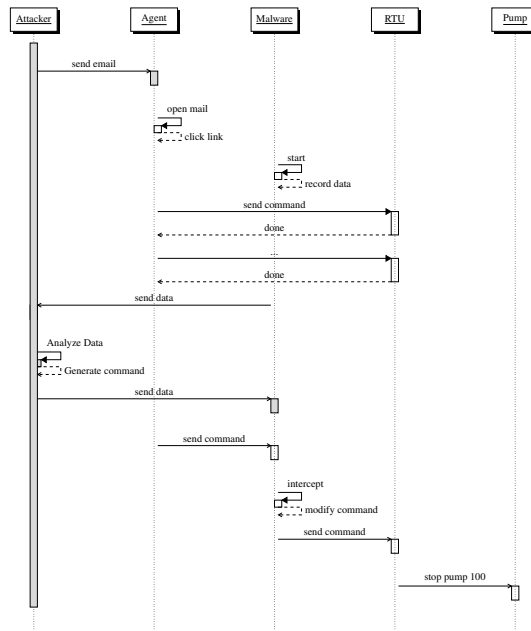 Attacker Agent Malware RTU Pump
send email
open mail
click link
start
record data
send command
done
...
done
send data
Analyze Data
Generate command
send data
send command
intercept
modify command
send command
stop pump 100